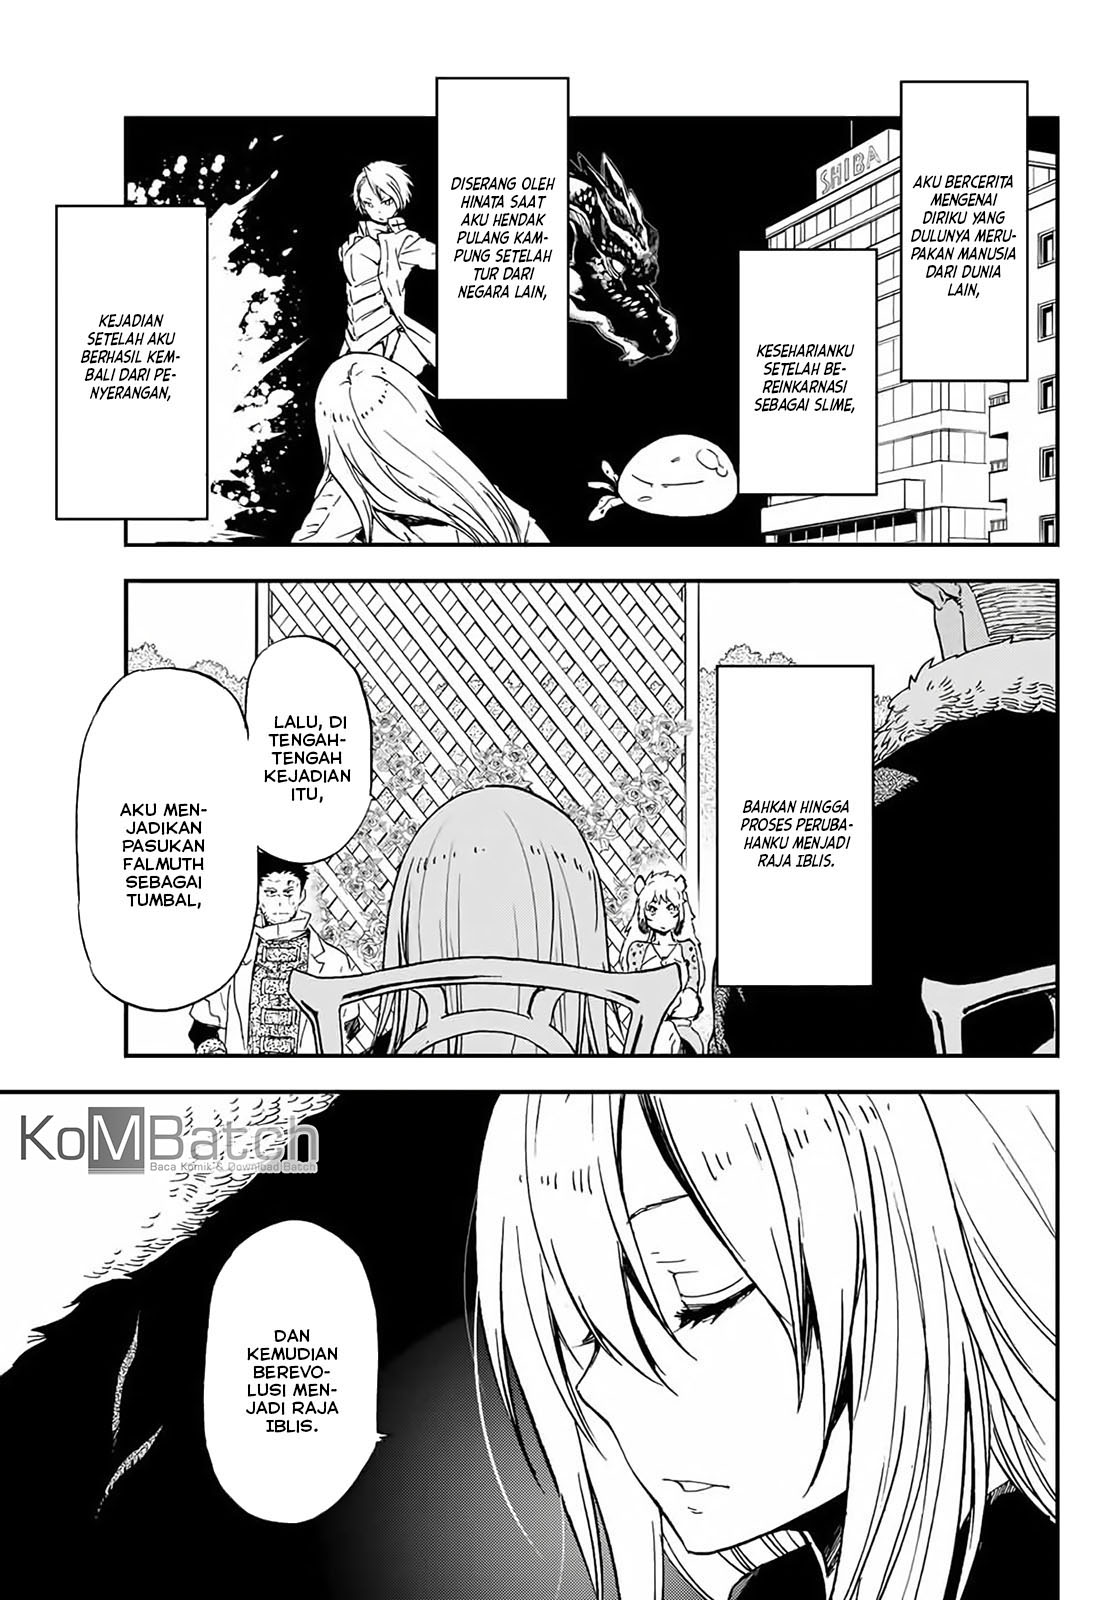 SHIBA
AKU BERCERITA
MENGENAI
DIRIKU YANG
DULUNYA MERU-
PAKAN MANUSIA
DARI DUNIA
LAIN,
KESEHARIANKU
SETELAH BE-
REINKARNASI
SEBAGAI SLIME,
DISERANG OLEH
HINATA SAAT
AKU HENDAK
PULANG KAM-
PUNG SETELAH
TUR DARI
NEGARA LAIN,
KEJADIAN
SETELAH AKU
BERHASIL KEM-
BALI DARI PE-
NYERANGAN,
BAHKAN HINGGA
PROSES PERUBA-
HANKU MENJADI
RAJA IBLIS.
LALU, DI
TENGAH-
TENGAH
KEJADIAN
ITU,
AKU MEN-
JADIKAN
PASUKAN
FALMUTH
SEBAGAI
TUMBAL,
KoMBatch
Baca Komik & Download Batch
DAN
KEMUDIAN
BEREVO-
LUSI MEN-
JADI RAJA
IBLIS.